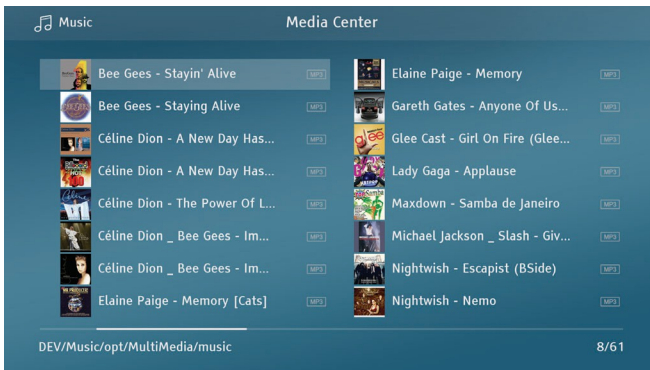 Music
Media Center
Bee Gees - Stayin' Alive MP3
Bee Gees - Staying Alive MP3
Céline Dion - A New Day Has... MP3
Céline Dion - A New Day Has... MP3
Céline Dion - The Power Of L... MP3
Céline Dion _ Bee Gees - Im... MP3
Céline Dion _ Bee Gees - Im... MP3
Elaine Paige - Memory [Cats] MP3
Elaine Paige - Memory MP3
Gareth Gates - Anyone Of Us... MP3
Glee Cast - Girl On Fire (Glee... MP3
Lady Gaga - Applause MP3
Maxdown - Samba de Janeiro MP3
Michael Jackson _ Slash - Giv... MP3
Nightwish - Escapist (BSide) MP3
Nightwish - Nemo MP3
DEV/Music/opt/MultiMedia/music
8/61